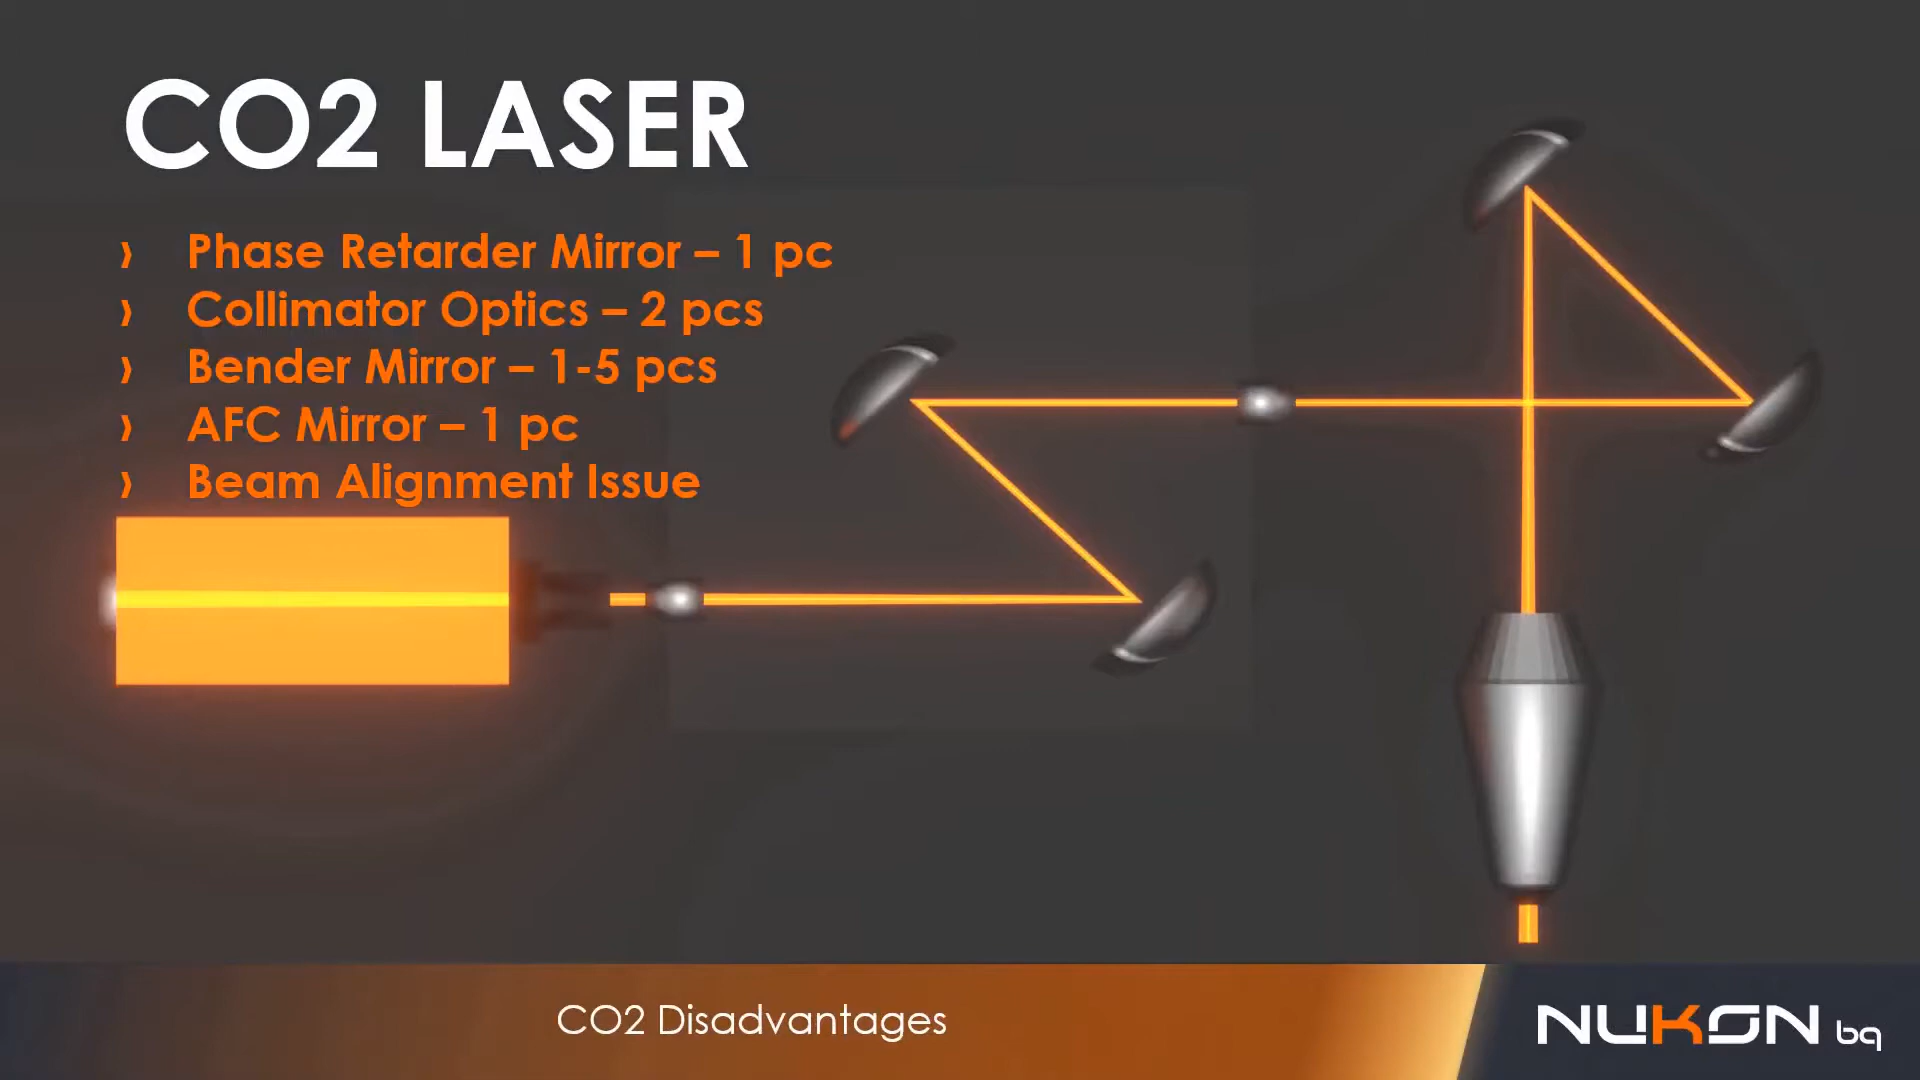 CO2 LASER
› Phase Retarder Mirror – 1 pc
› Collimator Optics – 2 pcs
› Bender Mirror – 1-5 pcs
› AFC Mirror – 1 pc
› Beam Alignment Issue
CO2 Disadvantages
NUKON bg